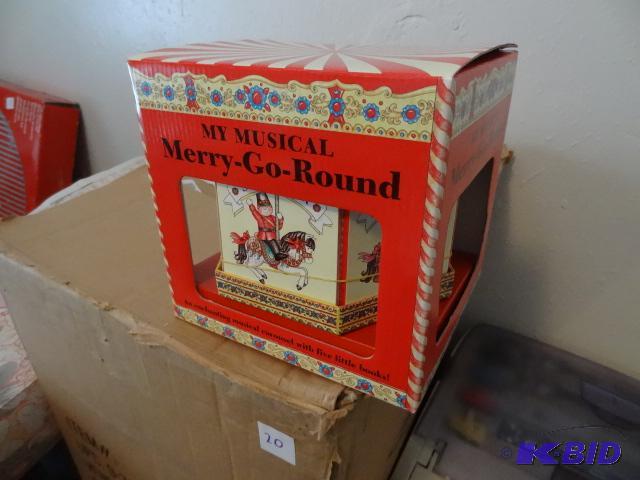 MY MUSICAL
Merry-Go-Round
An enchanting musical carousel with five little books!
20
© K-BID